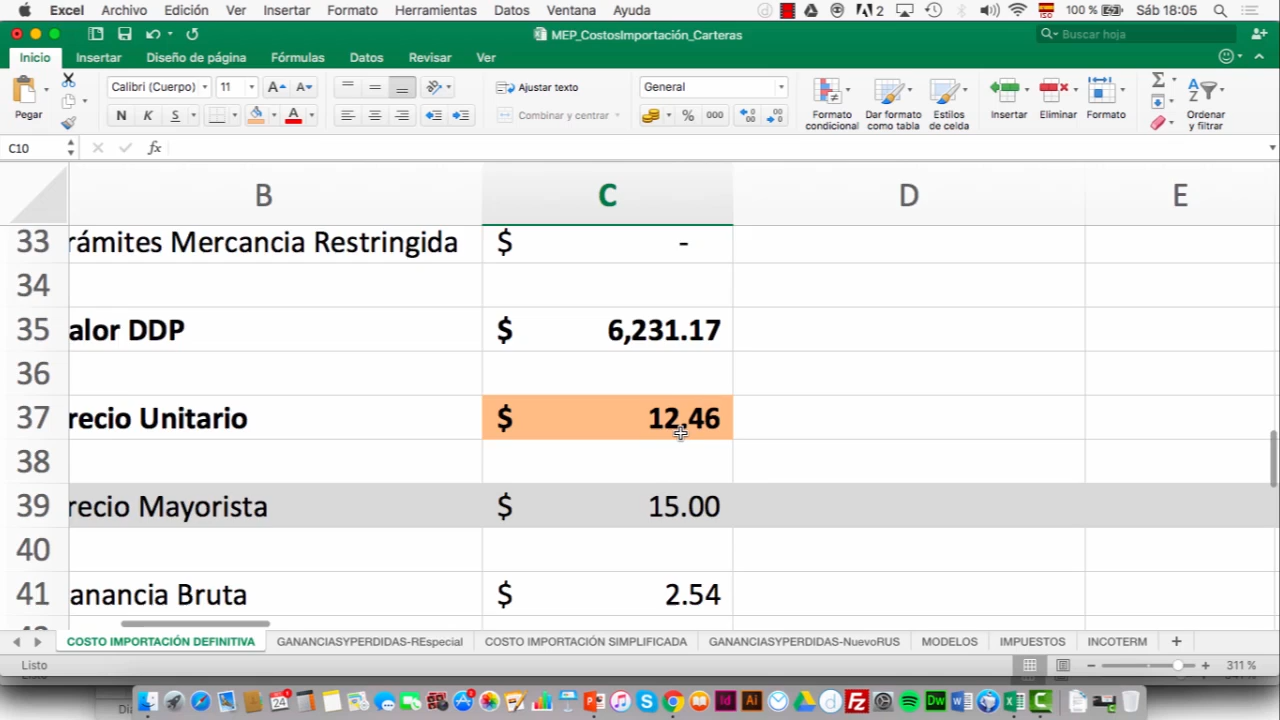 Excel Archivo Edición Ver Insertar Formato Herramientas Datos Ventana Ayuda 2 100 % Sáb 18:05
MEP_CostosImportación_Carteras
Buscar hoja
Inicio Insertar Diseño de página Fórmulas Datos Revisar Ver
Pegar
Calibri (Cuerpo) 11 A A
N K S A
Ajustar texto
Combinar y centrar
General
% 000
Formato condicional
Dar formato como tabla
Estilos de celda
Insertar Eliminar Formato
Ordenar y filtrar
C10 fx
B C D E
33 rámites Mercancia Restringida $ -
34
35 alor DDP $ 6,231.17
36
37 recio Unitario $ 12.46
38
39 recio Mayorista $ 15.00
40
41 anancia Bruta $ 2.54
COSTO IMPORTACIÓN DEFINITIVA GANANCIASYPERDIDAS-REspecial COSTO IMPORTACIÓN SIMPLIFICADA GANANCIASYPERDIDAS-NuevoRUS MODELOS IMPUESTOS INCOTERM +
Listo 311 %